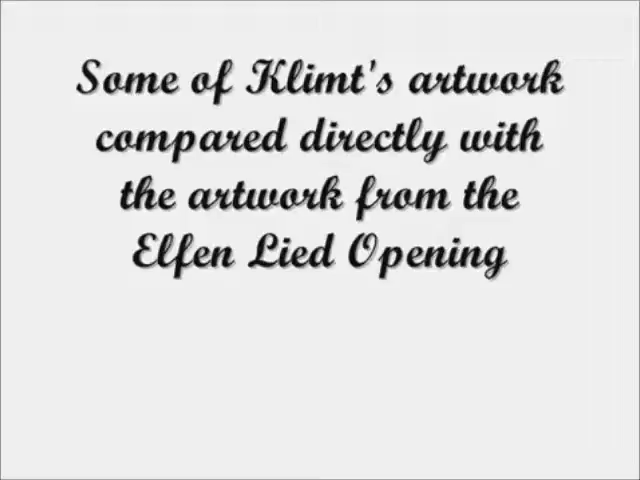 Some of Klimt's artwork
compared directly with
the artwork from the
Elfen Lied Opening